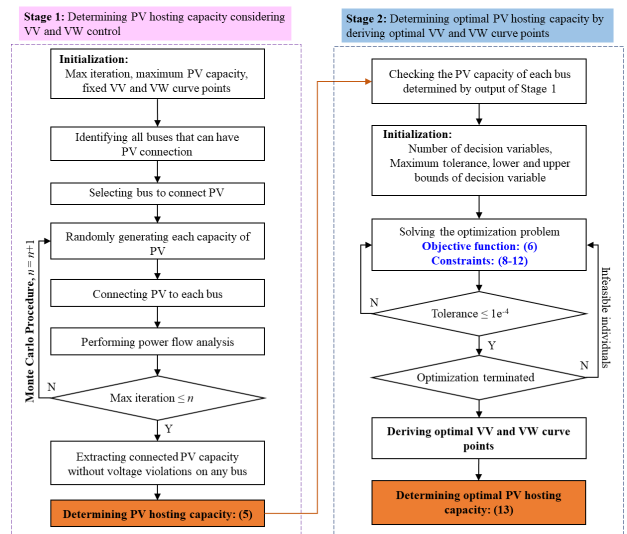 Stage 1: Determining PV hosting capacity considering
VV and VW control
Initialization:
Max iteration, maximum PV capacity,
fixed VV and VW curve points
Identifying all buses that can have
PV connection
Selecting bus to connect PV
Randomly generating each capacity of
PV
Connecting PV to each bus
Performing power flow analysis
Max iteration ≤ n
N
Y
Monte Carlo Procedure, n = n+1
Extracting connected PV capacity
without voltage violations on any bus
Determining PV hosting capacity: (5)
Stage 2: Determining optimal PV hosting capacity by
deriving optimal VV and VW curve points
Checking the PV capacity of each bus
determined by output of Stage 1
Initialization:
Number of decision variables,
Maximum tolerance, lower and upper
bounds of decision variable
Solving the optimization problem
Objective function: (6)
Constraints: (8-12)
N
Tolerance ≤ 1e⁻⁴
Y
Infeasible individuals
N
Optimization terminated
Deriving optimal VV and VW curve
points
Determining optimal PV hosting
capacity: (13)